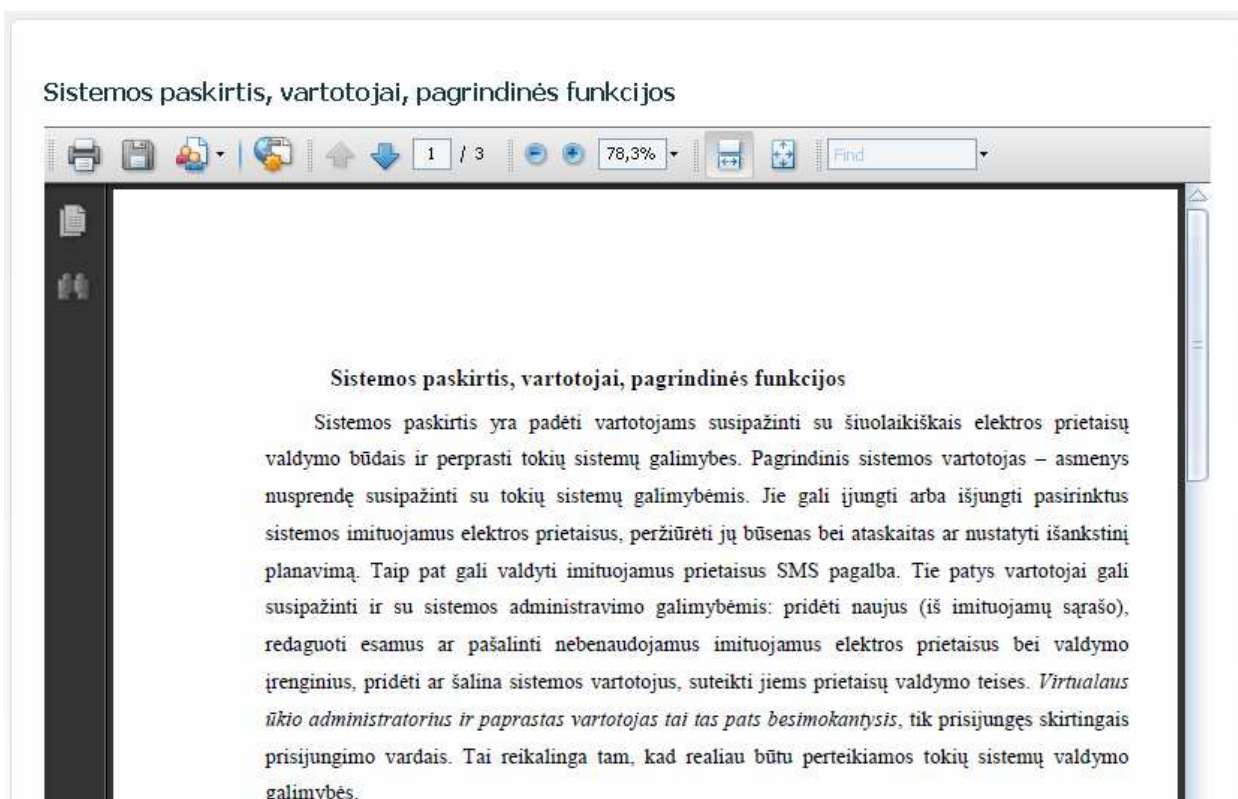 Sistemos paskirtis, vartotojai, pagrindinės funkcijos
1 / 3 78,3% Find
Sistemos paskirtis, vartotojai, pagrindinės funkcijos
Sistemos paskirtis yra padėti vartotojams susipažinti su šiuolaikiškais elektros prietaisų
valdymo būdais ir perprasti tokių sistemų galimybes. Pagrindinis sistemos vartotojas – asmenys
nusprendę susipažinti su tokių sistemų galimybėmis. Jie gali įjungti arba išjungti pasirinktus
sistemos imituojamus elektros prietaisus, peržiūrėti jų būsenas bei ataskaitas ar nustatyti išankstinį
planavimą. Taip pat gali valdyti imituojamus prietaisus SMS pagalba. Tie patys vartotojai gali
susipažinti ir su sistemos administravimo galimybėmis: pridėti naujus (iš imituojamų sąrašo),
redaguoti esamus ar pašalinti nebenaudojamus imituojamus elektros prietaisus bei valdymo
įrenginius, pridėti ar šalina sistemos vartotojus, suteikti jiems prietaisų valdymo teises. Virtualaus
ūkio administratorius ir paprastas vartotojas tai tas pats besimokantysis, tik prisijungęs skirtingais
prisijungimo vardais. Tai reikalinga tam, kad realiau būtu perteikiamos tokių sistemų valdymo
galimybės.